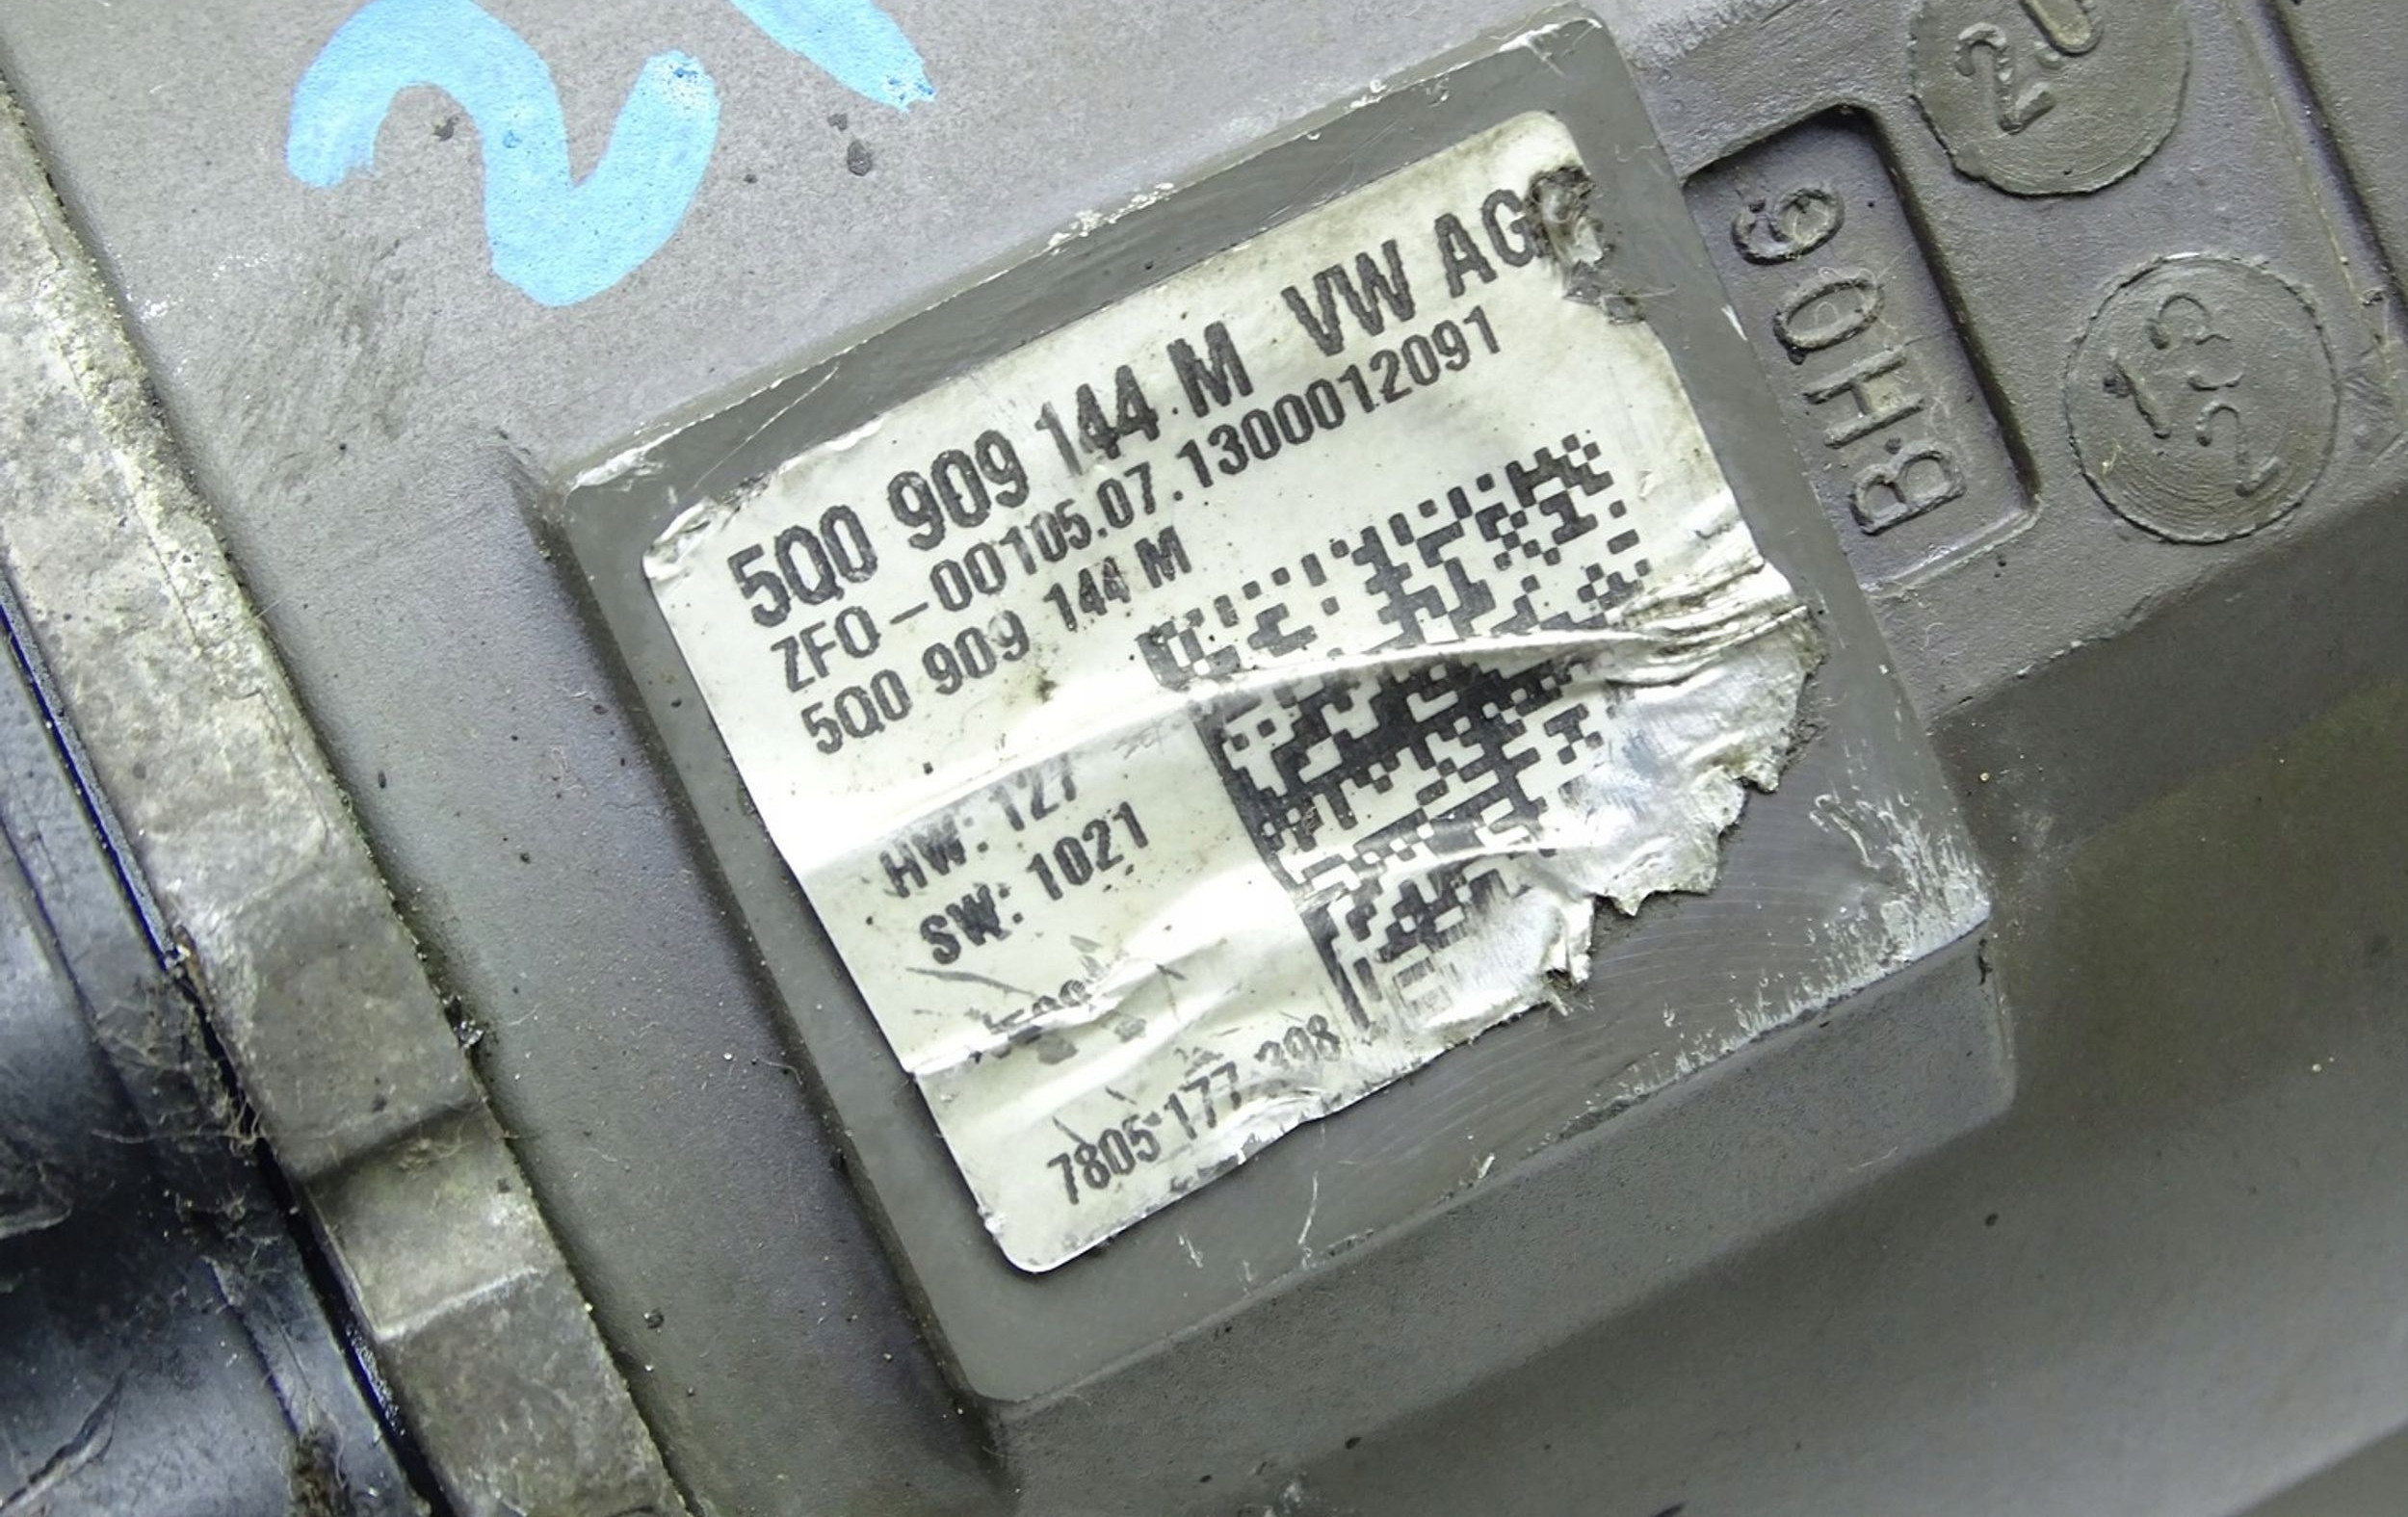 5Q0 909 144 M VW AG
ZFO-00105.07.1300012091
5Q0 909 144 M
HW: 127
SW: 1021
7805 177 398
BH06